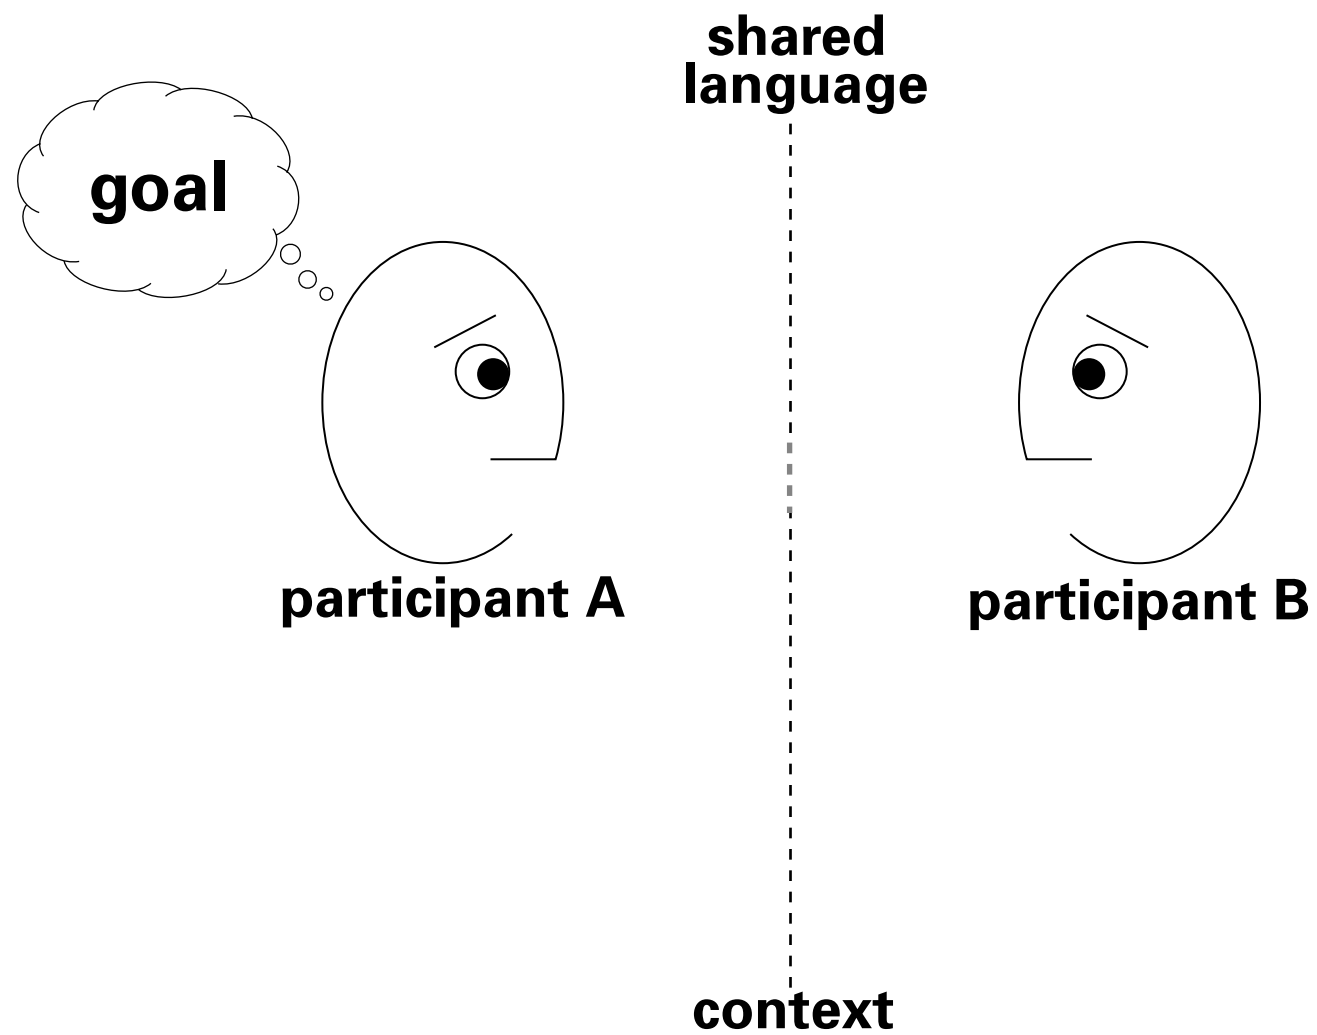 shared
language
goal
participant A
participant B
context